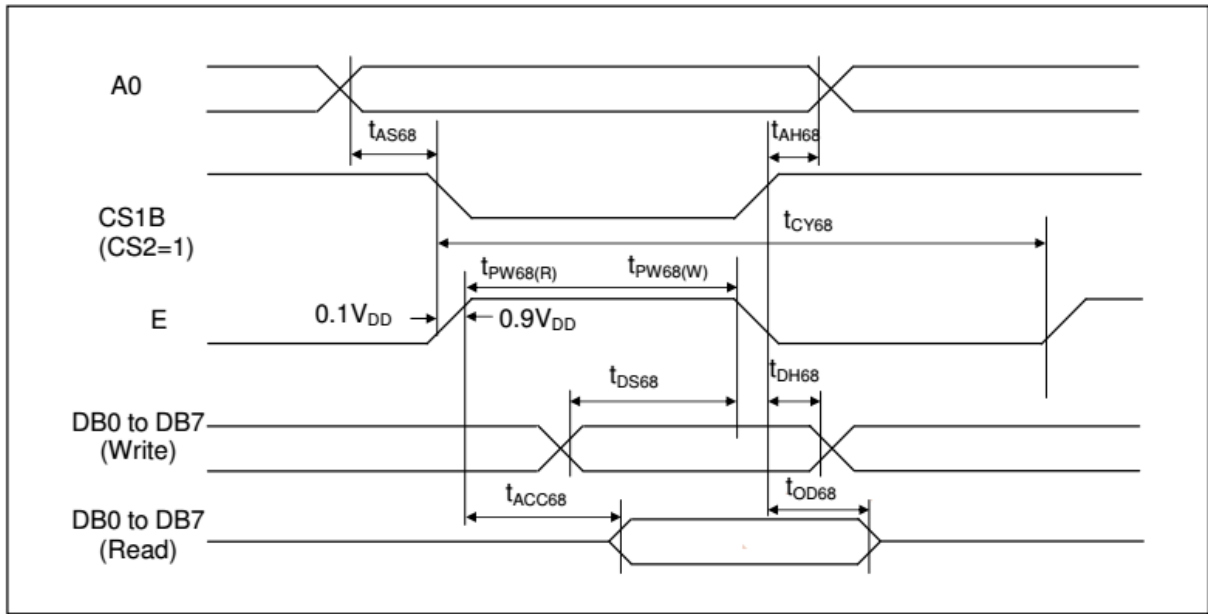 A0
tAS68
tAH68
CS1B
(CS2=1)
tCY68
tPW68(R)
tPW68(W)
E
0.1VDD
0.9VDD
tDS68
tDH68
DB0 to DB7
(Write)
tACC68
tOD68
DB0 to DB7
(Read)